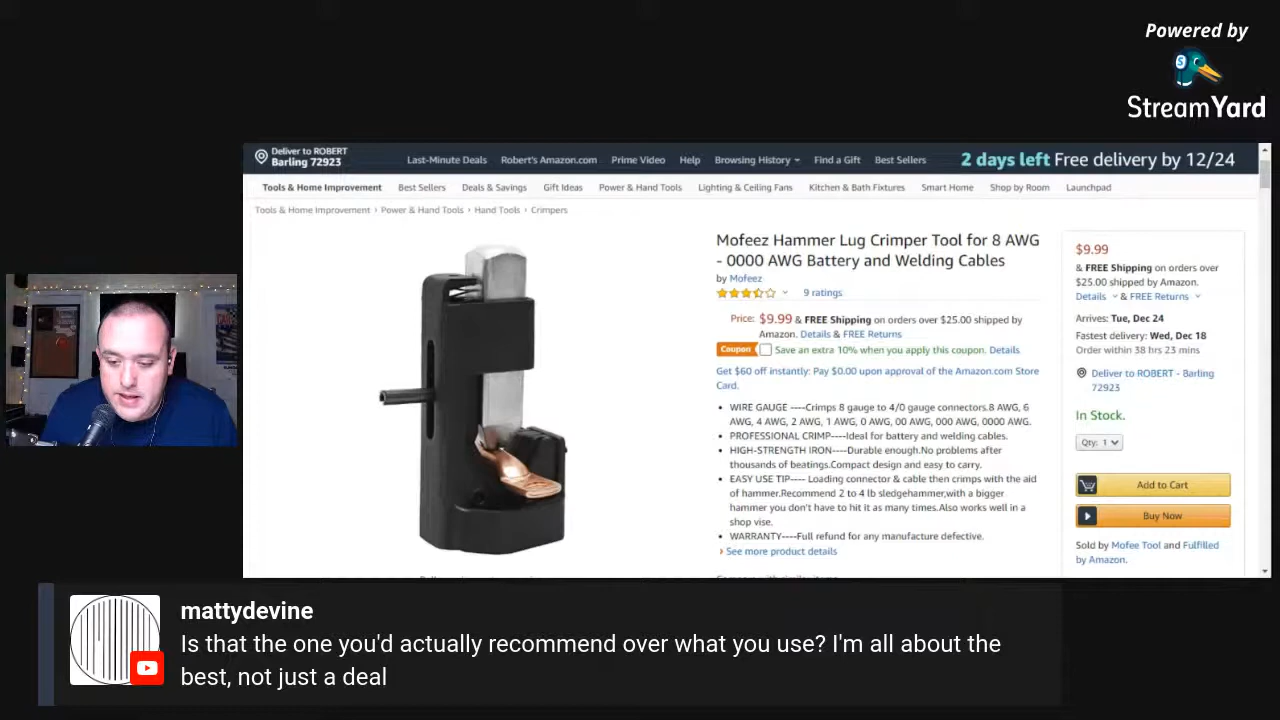 Powered by
StreamYard
Deliver to ROBERT
Barling 72923
Last-Minute Deals Robert's Amazon.com Prime Video Help Browsing History Find a Gift Best Sellers
2 days left Free delivery by 12/24
Tools & Home Improvement Best Sellers Deals & Savings Gift Ideas Power & Hand Tools Lighting & Ceiling Fans Kitchen & Bath Fixtures Smart Home Shop by Room Launchpad
Tools & Home Improvement › Power & Hand Tools › Hand Tools › Crimpers
Mofeez Hammer Lug Crimper Tool for 8 AWG
- 0000 AWG Battery and Welding Cables
by Mofeez
9 ratings
Price: $9.99 & FREE Shipping on orders over $25.00 shipped by
Amazon. Details & FREE Returns
Coupon Save an extra 10% when you apply this coupon. Details
Get $60 off instantly: Pay $0.00 upon approval of the Amazon.com Store
Card.
• WIRE GAUGE ----Crimps 8 gauge to 4/0 gauge connectors.8 AWG, 6
AWG, 4 AWG, 2 AWG, 1 AWG, 0 AWG, 00 AWG, 000 AWG, 0000 AWG.
• PROFESSIONAL CRIMP----Ideal for battery and welding cables.
• HIGH-STRENGTH IRON----Durable enough.No problems after
thousands of beatings.Compact design and easy to carry.
• EASY USE TIP---- Loading connector & cable then crimps with the aid
of hammer.Recommend 2 to 4 lb sledgehammer,with a bigger
hammer you don't have to hit it as many times.Also works well in a
shop vise.
• WARRANTY----Full refund for any manufacture defective.
› See more product details
$9.99
& FREE Shipping on orders over
$25.00 shipped by Amazon.
Details & FREE Returns
Arrives: Tue, Dec 24
Fastest delivery: Wed, Dec 18
Order within 38 hrs 23 mins
Deliver to ROBERT - Barling
72923
In Stock.
Qty: 1
Add to Cart
Buy Now
Sold by Mofee Tool and Fulfilled
by Amazon.
mattydevine
Is that the one you'd actually recommend over what you use? I'm all about the
best, not just a deal